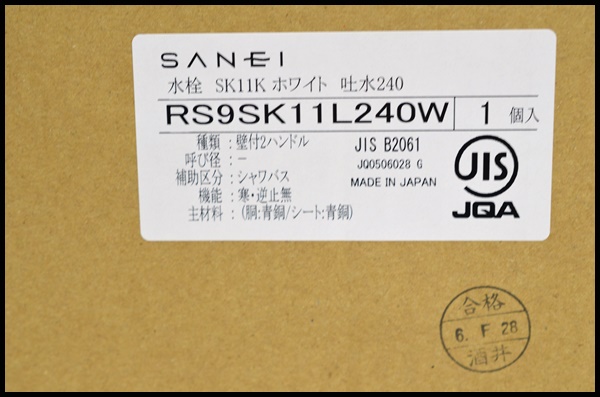 SANEI
水栓 SK11K ホワイト 吐水240
RS9SK11L240W 1 個入
種類 : 壁付2ハンドル
呼び径 : －
補助区分 : シャワバス
機能 : 寒・逆止無
主材料 : (胴:青銅/シート:青銅)
JIS B2061
JQ0506028 G
MADE IN JAPAN
JIS
JQA
合格
6. F 28
酒井